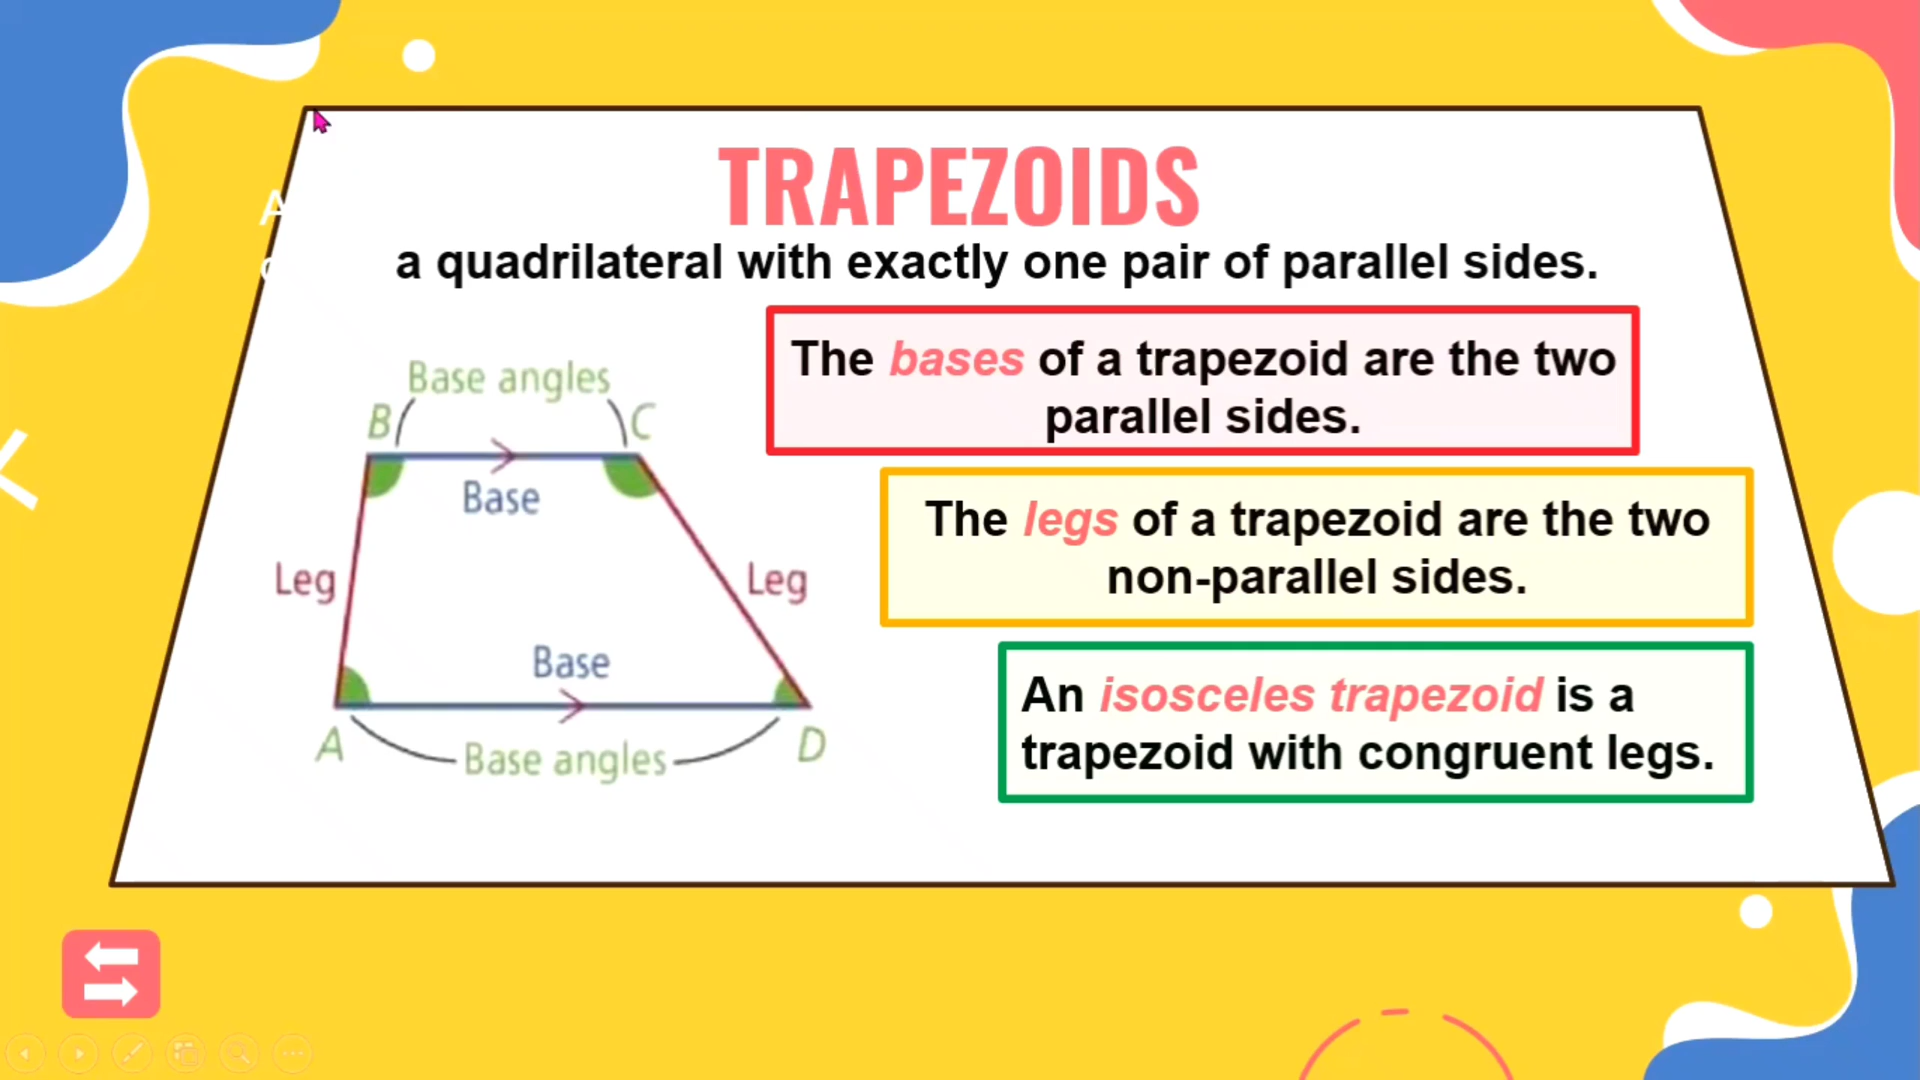 TRAPEZOIDS
a quadrilateral with exactly one pair of parallel sides.
The bases of a trapezoid are the two
parallel sides.
Base angles
B
C
Base
The legs of a trapezoid are the two
non-parallel sides.
Leg
Leg
Base
An isosceles trapezoid is a
trapezoid with congruent legs.
A
D
Base angles